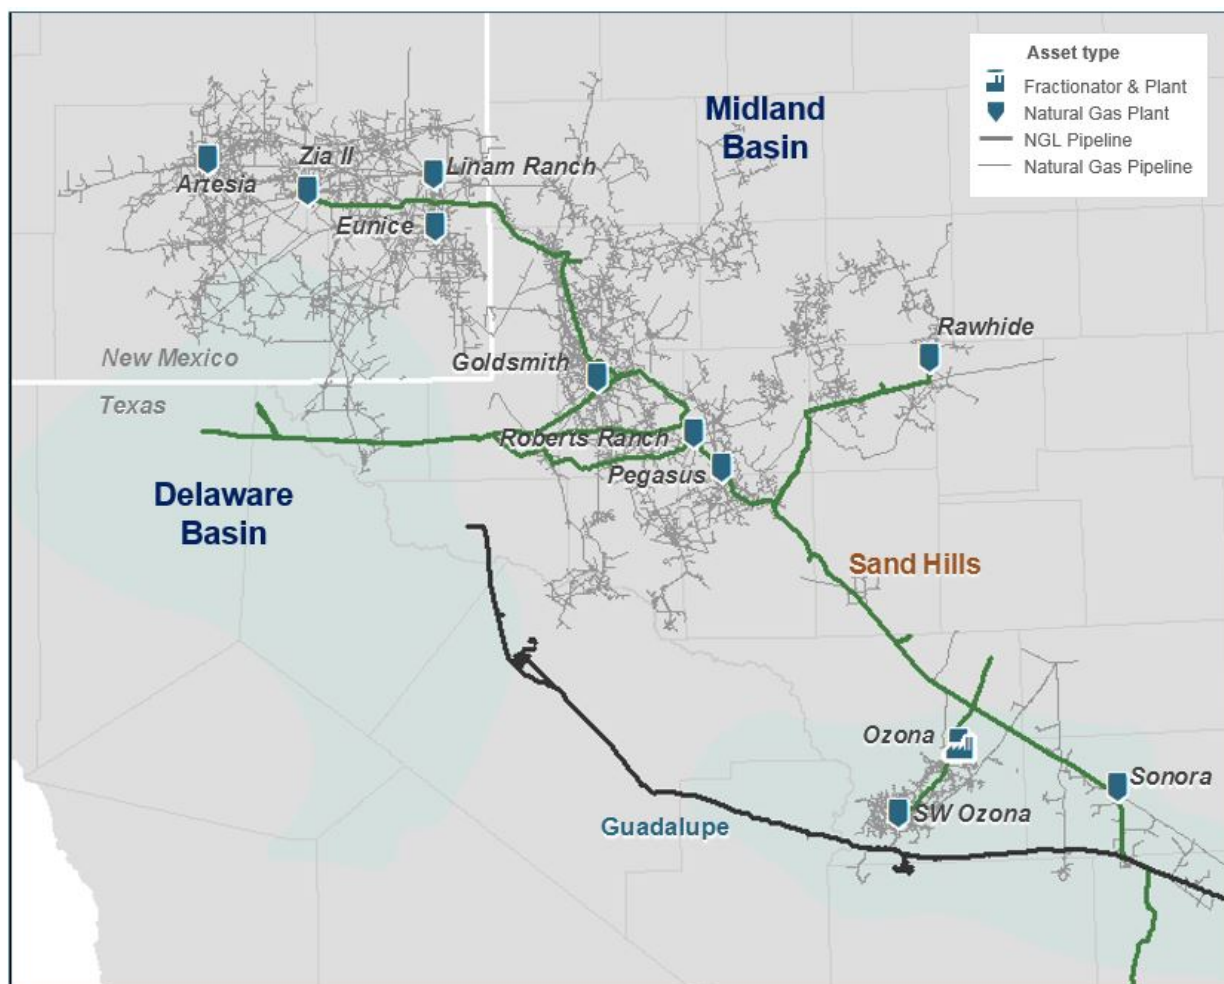 Asset type
Fractionator & Plant
Natural Gas Plant
NGL Pipeline
Natural Gas Pipeline
Midland
Basin
Zia II
Linam Ranch
Artesia
Eunice
Rawhide
New Mexico
Goldsmith
Texas
Roberts Ranch
Pegasus
Delaware
Basin
Sand Hills
Ozona
Sonora
SW Ozona
Guadalupe